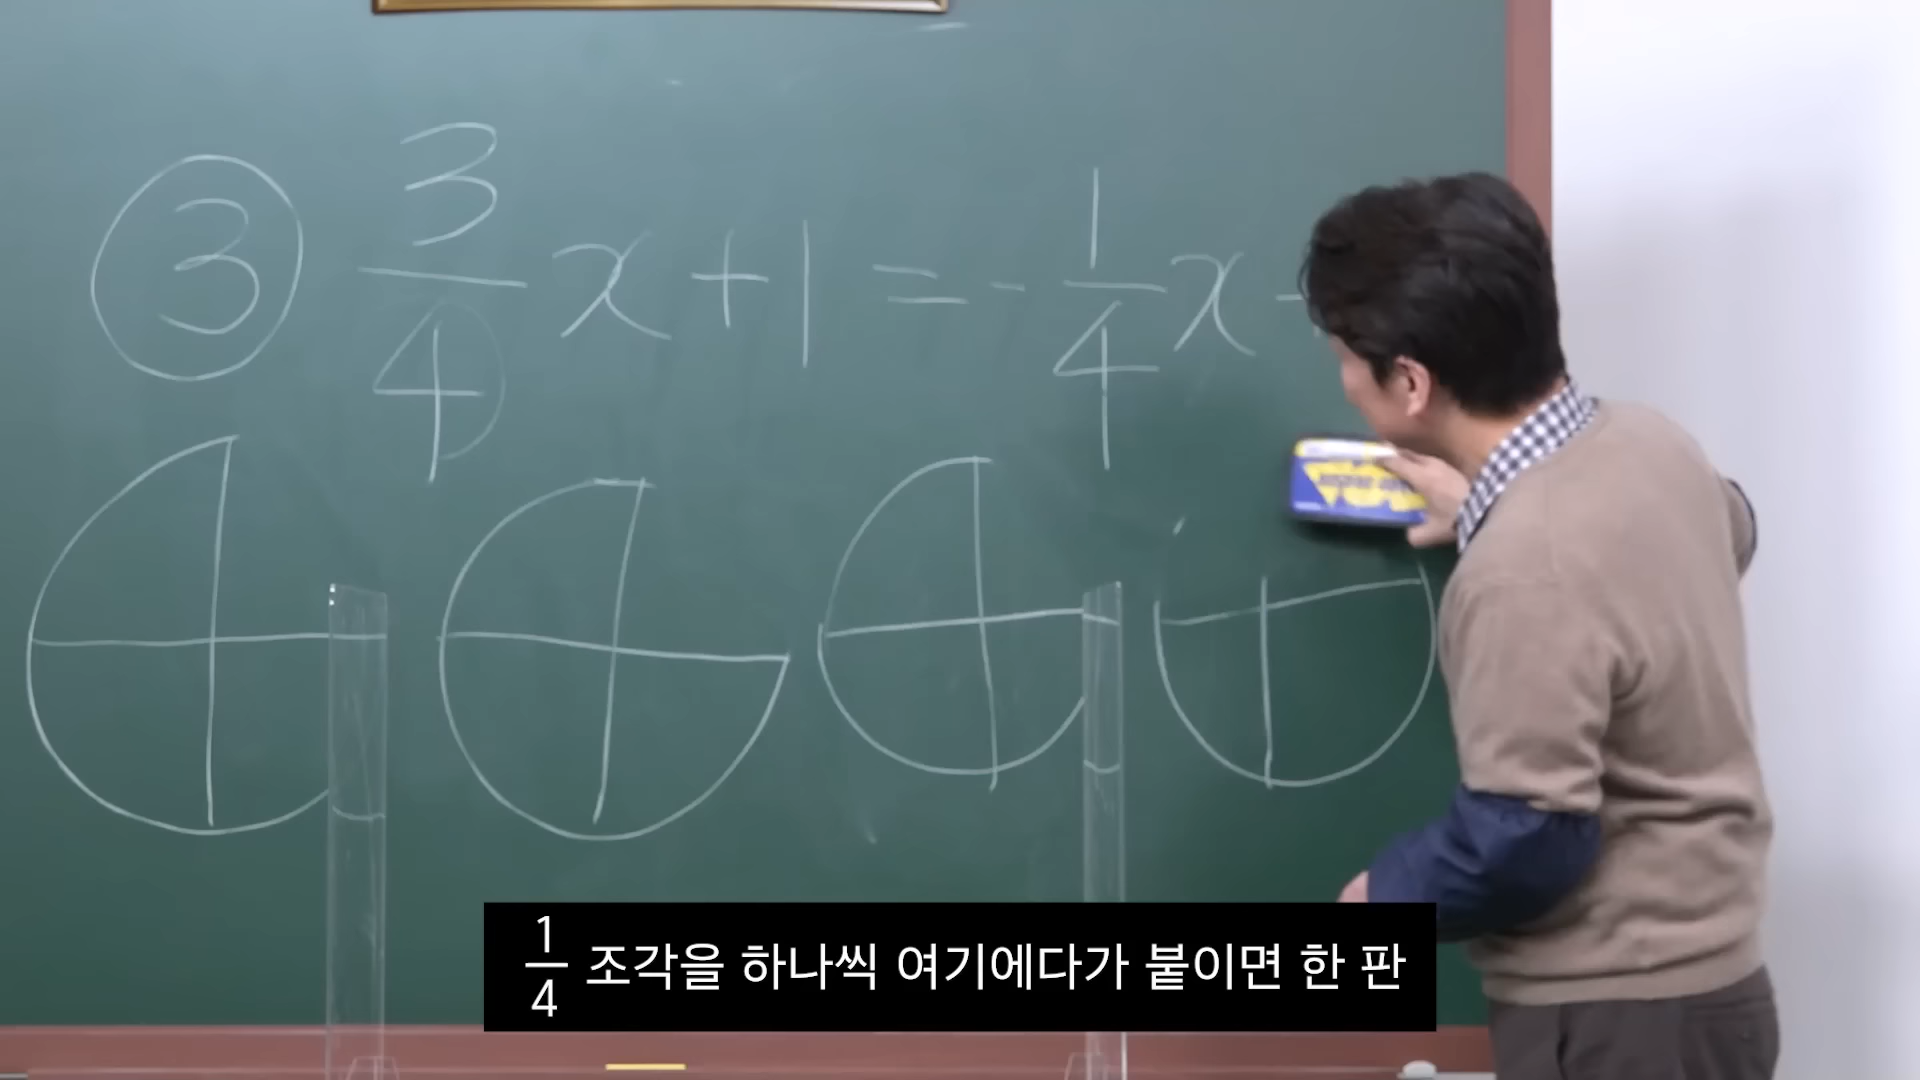 ③ 3/4 x + 1 = - 1/4 x -
1/4 조각을 하나씩 여기에다가 붙이면 한 판